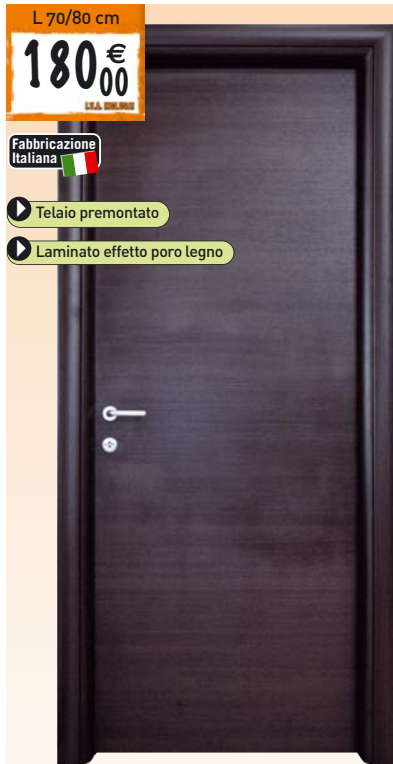 L 70/80 cm
180,00 €
Fabbricazione
Italiana
Telaio premontato
Laminato effetto poro legno